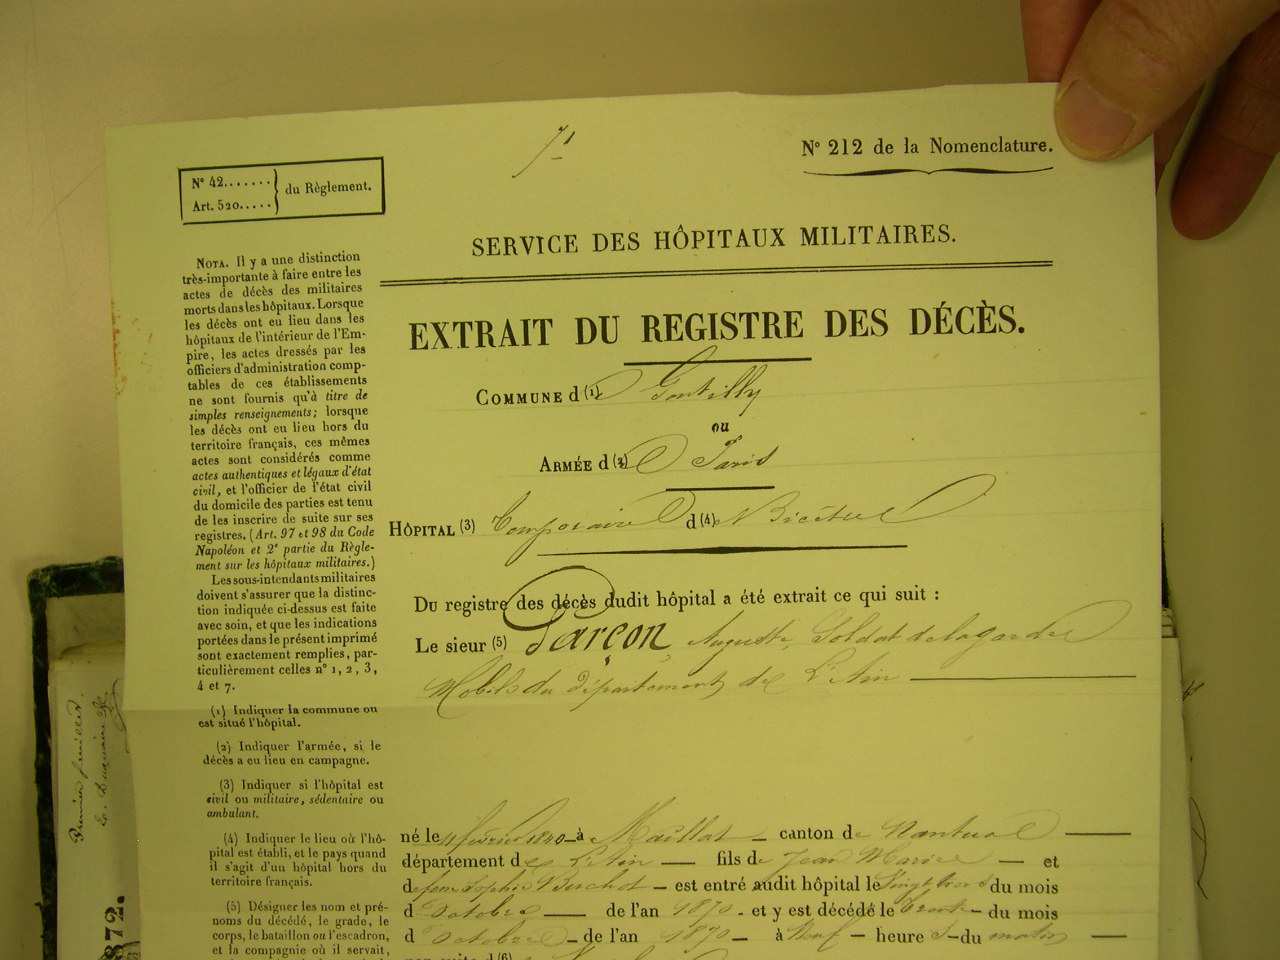 7
N° 212 de la Nomenclature.
N° 42.......
Art. 520.....
du Règlement.
SERVICE DES HÔPITAUX MILITAIRES.
EXTRAIT DU REGISTRE DES DÉCÈS.
COMMUNE d (1) e Gentilly
ou
ARMÉE d (2) e Paris
HÔPITAL (3) Temporaire d (4) e Bicêtre
Du registre des décès dudit hôpital a été extrait ce qui suit :
Le sieur (5) Garçon, Auguste, Soldat de la garde
Mobile du département de L'Ain
né le février 1840 à Maillat canton de Nantua
département de L'Ain fils de Jean Marie et
de feue Sophie Berchot est entré audit hôpital le vingt trois du mois
d'Octobre de l'an 1870 et y est décédé le trente du mois
d'Octobre de l'an 1870 à Neuf heure s du matin
NOTA. Il y a une distinction
très-importante à faire entre les
actes de décès des militaires
morts dans les hôpitaux. Lorsque
les décès ont eu lieu dans les
hôpitaux de l'intérieur de l'Em-
pire, les actes dressés par les
officiers d'administration comp-
tables de ces établissements
ne sont fournis qu'à titre de
simples renseignements; lorsque
les décès ont eu lieu hors du
territoire français, ces mêmes
actes sont considérés comme
actes authentiques et légaux d'état
civil, et l'officier de l'état civil
du domicile des parties est tenu
de les inscrire de suite sur ses
registres. (Art. 97 et 98 du Code
Napoléon et 2e partie du Règle-
ment sur les hôpitaux militaires.)
Les sous-intendants militaires
doivent s'assurer que la distinc-
tion indiquée ci-dessus est faite
avec soin, et que les indications
portées dans le présent imprimé
sont exactement remplies, par-
ticulièrement celles nos 1, 2, 3,
4 et 7.
(1) Indiquer la commune ou
est situé l'hôpital.
(2) Indiquer l'armée, si le
décès a eu lieu en campagne.
(3) Indiquer si l'hôpital est
civil ou militaire, sédentaire ou
ambulant.
(4) Indiquer le lieu où l'hô-
pital est établi, et le pays quand
il s'agit d'un hôpital hors du
territoire français.
(5) Désigner les nom et pré-
noms du décédé, le grade, le
corps, le bataillon ou l'escadron,
et la compagnie où il servait,
Premier feuillet
1872.